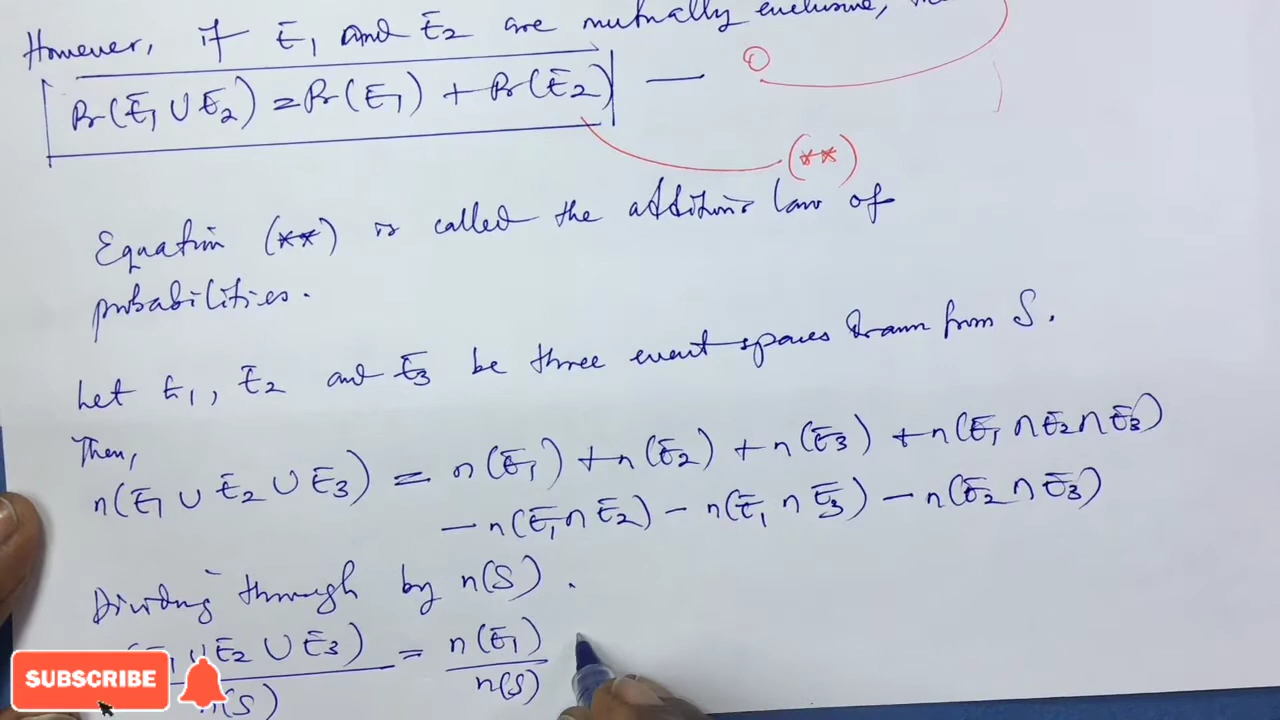 However, if E1 and E2 are mutually exclusive,
Pr(E1 ∪ E2) = Pr(E1) + Pr(E2) —
(**)
Equation (**) is called the additions law of
probabilities.
Let E1, E2 and E3 be three event spaces drawn from S.
Then,
n(E1 ∪ E2 ∪ E3) = n(E1) + n(E2) + n(E3) + n(E1 ∩ E2 ∩ E3)
− n(E1 ∩ E2) − n(E1 ∩ E3) − n(E2 ∩ E3)
Dividing through by n(S).
E1 ∪ E2 ∪ E3) / n(S) = n(E1) / n(S)
SUBSCRIBE